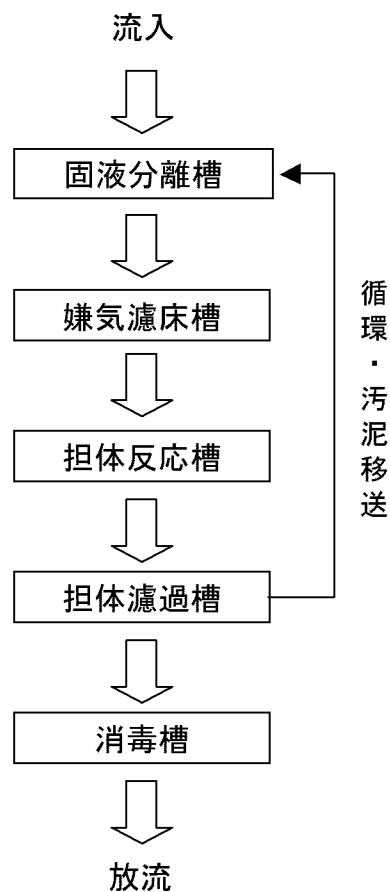 流入
固液分離槽
嫌気濾床槽
担体反応槽
担体濾過槽
消毒槽
放流
循環・汚泥移送